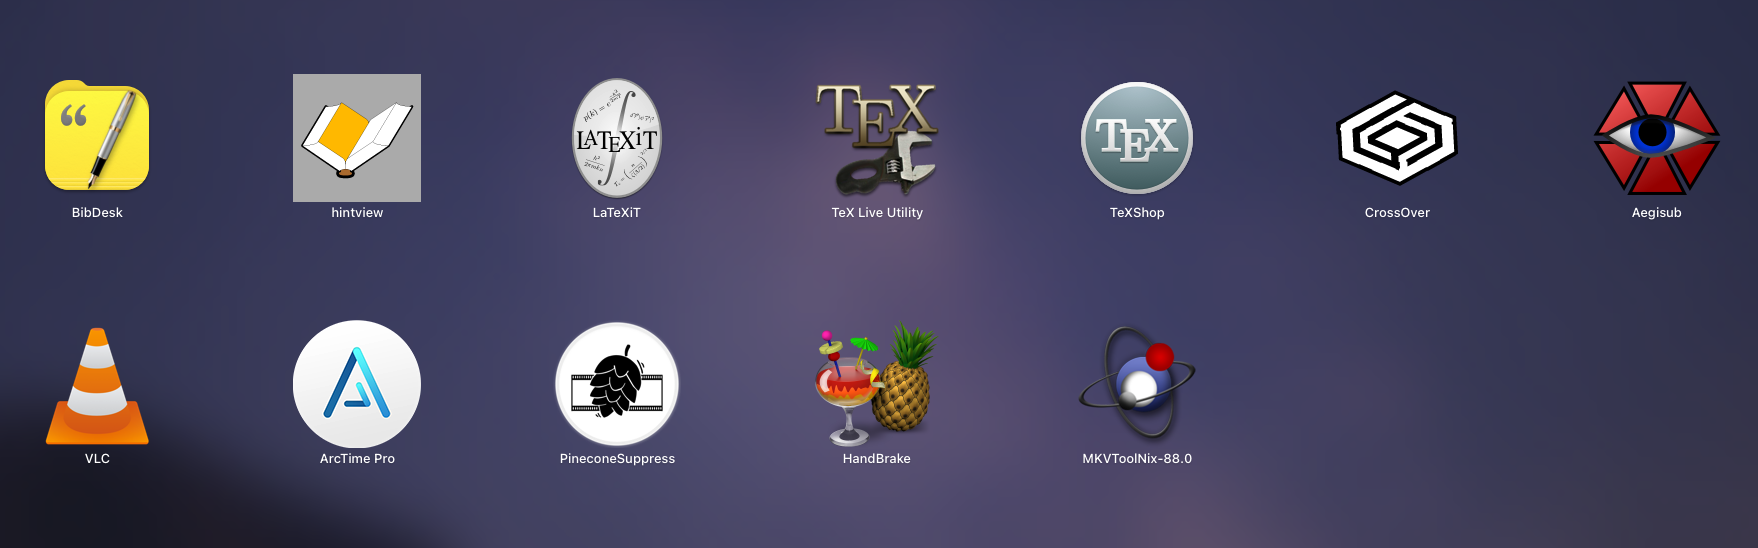 BibDesk
hintview
LATEXiT
LaTeXiT
TEX
TeX Live Utility
TEX
TeXShop
CrossOver
Aegisub
VLC
ArcTime Pro
PineconeSuppress
HandBrake
MKVToolNix-88.0